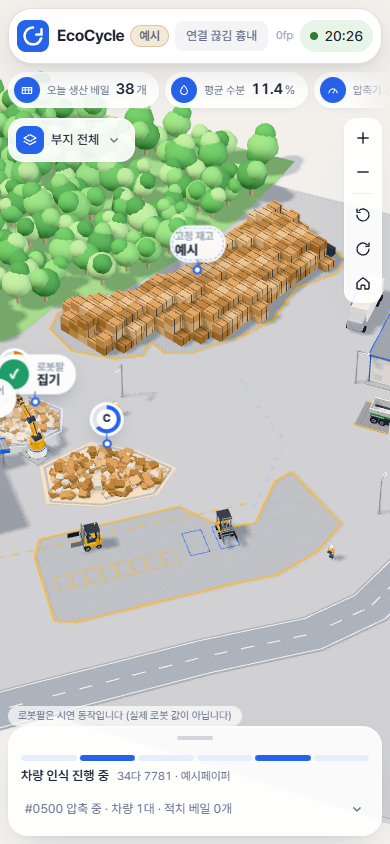 EcoCycle
예시
연결 끊김 흉내
0fp
20:26
오늘 생산 베일 38개
평균 수분 11.4%
압축기
부지 전체
고정 재고
예시
로봇팔
집기
C
로봇팔은 시연 동작입니다 (실제 로봇 값이 아닙니다)
차량 인식 진행 중 34다 7781 · 예시페이퍼
#0500 압축 중 · 차량 1대 · 적치 베일 0개